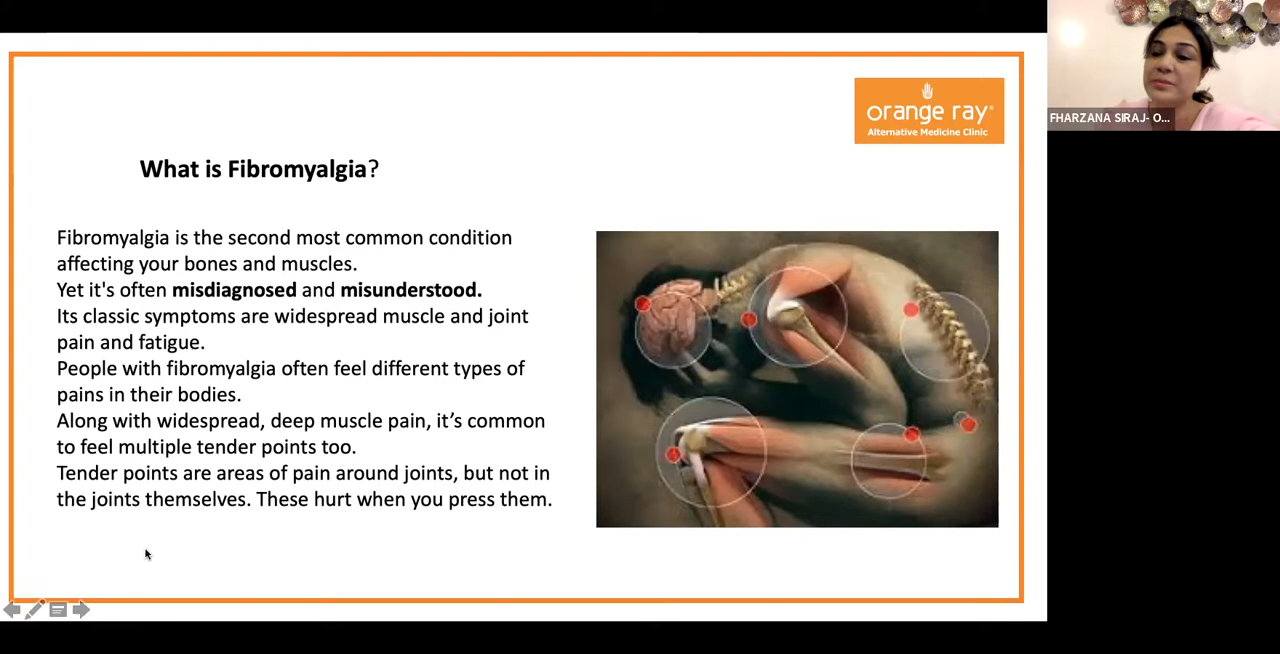 orange ray®
Alternative Medicine Clinic
FHARZANA SIRAJ- O...
What is Fibromyalgia?
Fibromyalgia is the second most common condition
affecting your bones and muscles.
Yet it's often misdiagnosed and misunderstood.
Its classic symptoms are widespread muscle and joint
pain and fatigue.
People with fibromyalgia often feel different types of
pains in their bodies.
Along with widespread, deep muscle pain, it’s common
to feel multiple tender points too.
Tender points are areas of pain around joints, but not in
the joints themselves. These hurt when you press them.